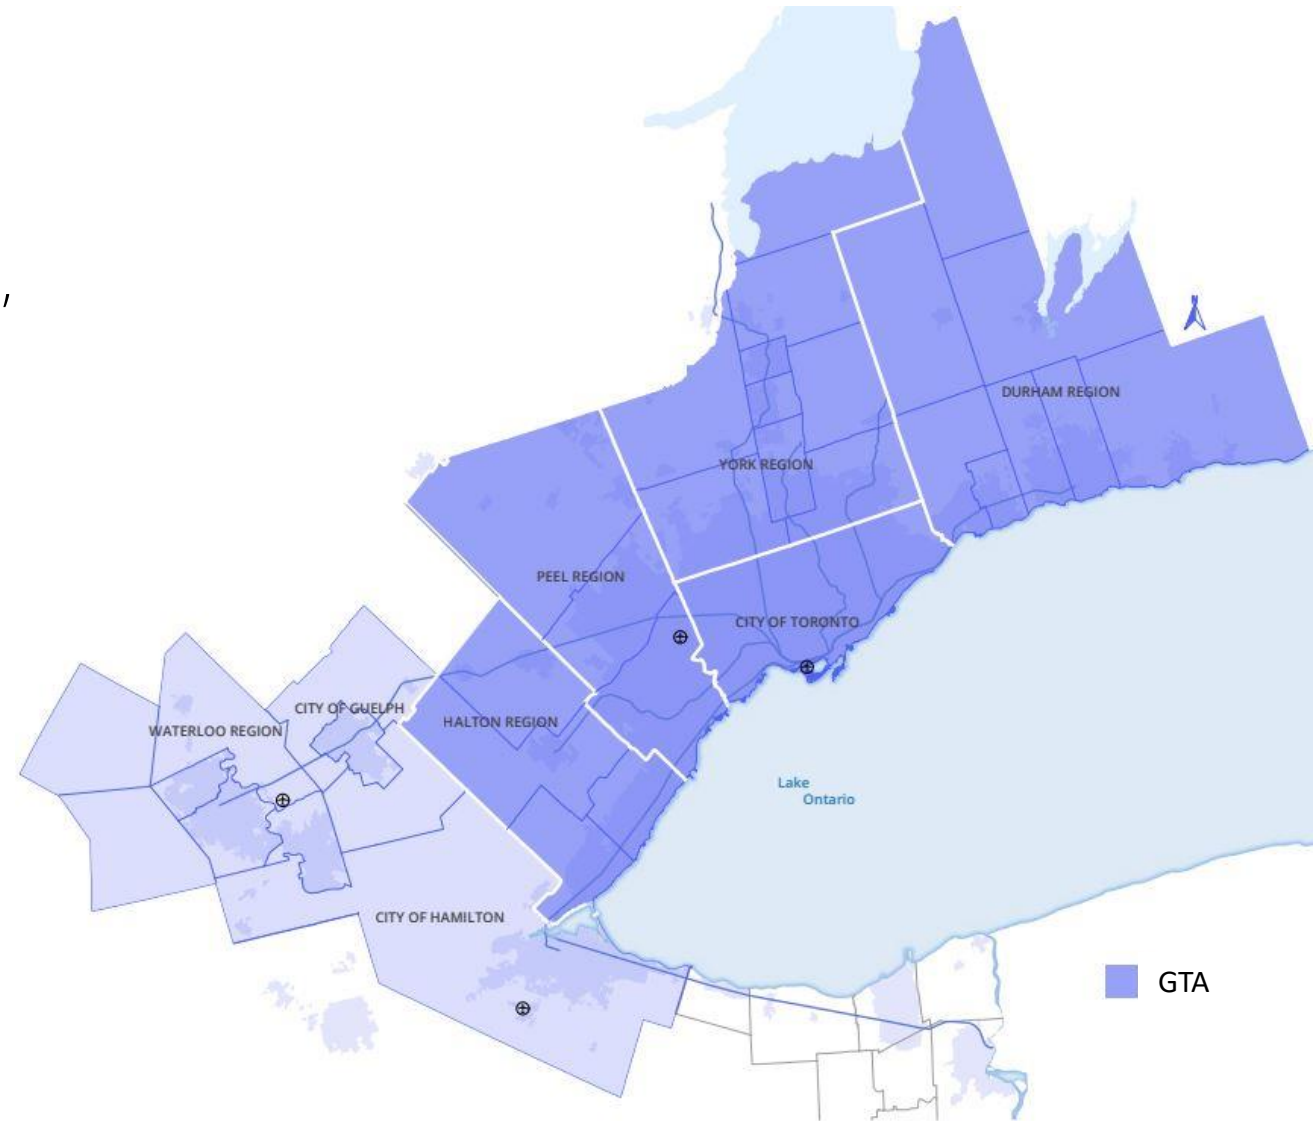 ,
N
DURHAM REGION
YORK REGION
PEEL REGION
CITY OF TORONTO
CITY OF GUELPH
HALTON REGION
WATERLOO REGION
Lake
Ontario
CITY OF HAMILTON
GTA